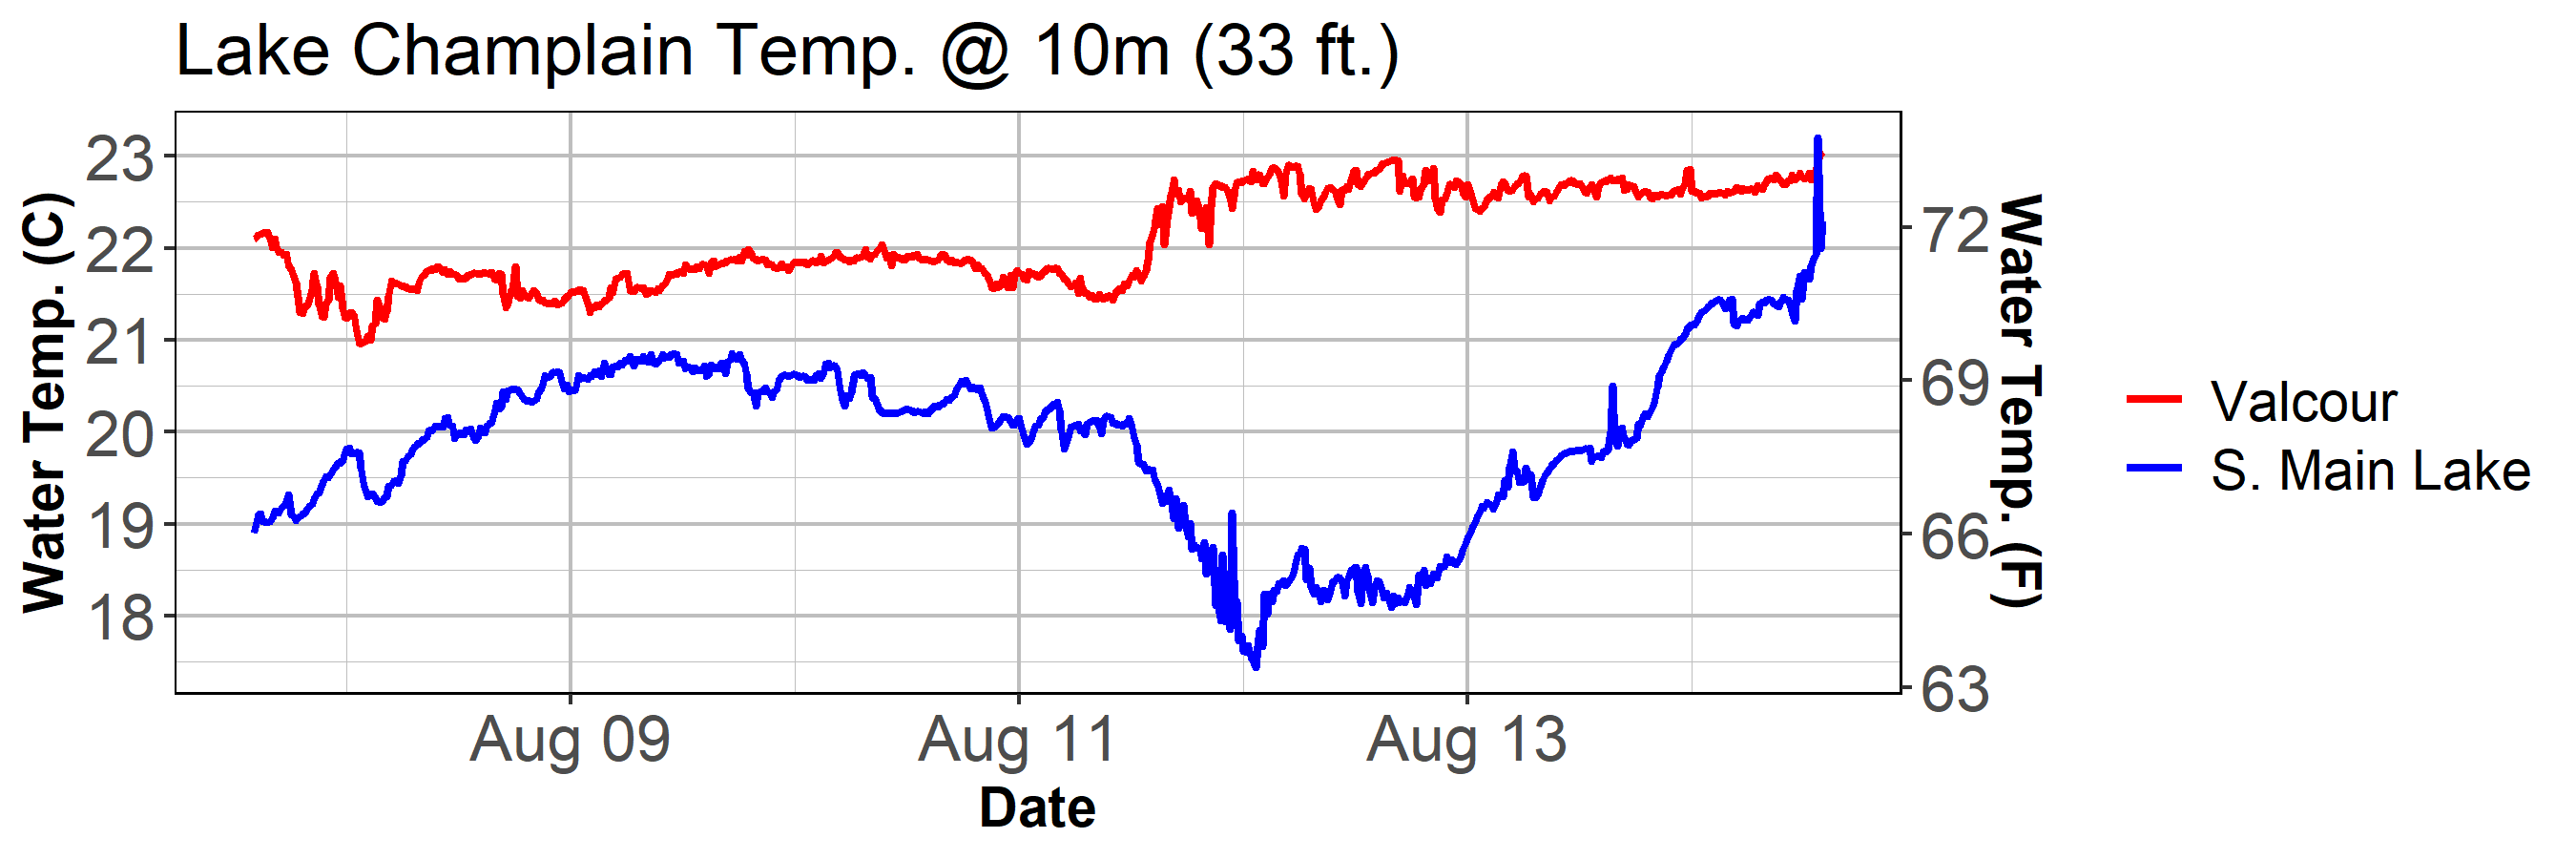 Lake Champlain Temp. @ 10m (33 ft.)
Water Temp. (C)
23
22
21
20
19
18
72
69
66
63
Water Temp. (F)
Aug 09
Aug 11
Aug 13
Date
Valcour
S. Main Lake